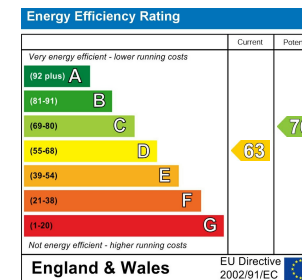 Energy Efficiency Rating
Current
Very energy efficient - lower running costs
(92 plus) A
(81-91) B
(69-80) C
(55-68) D
63
(39-54) E
(21-38) F
(1-20) G
Not energy efficient - higher running costs
England & Wales
EU Directive
2002/91/EC